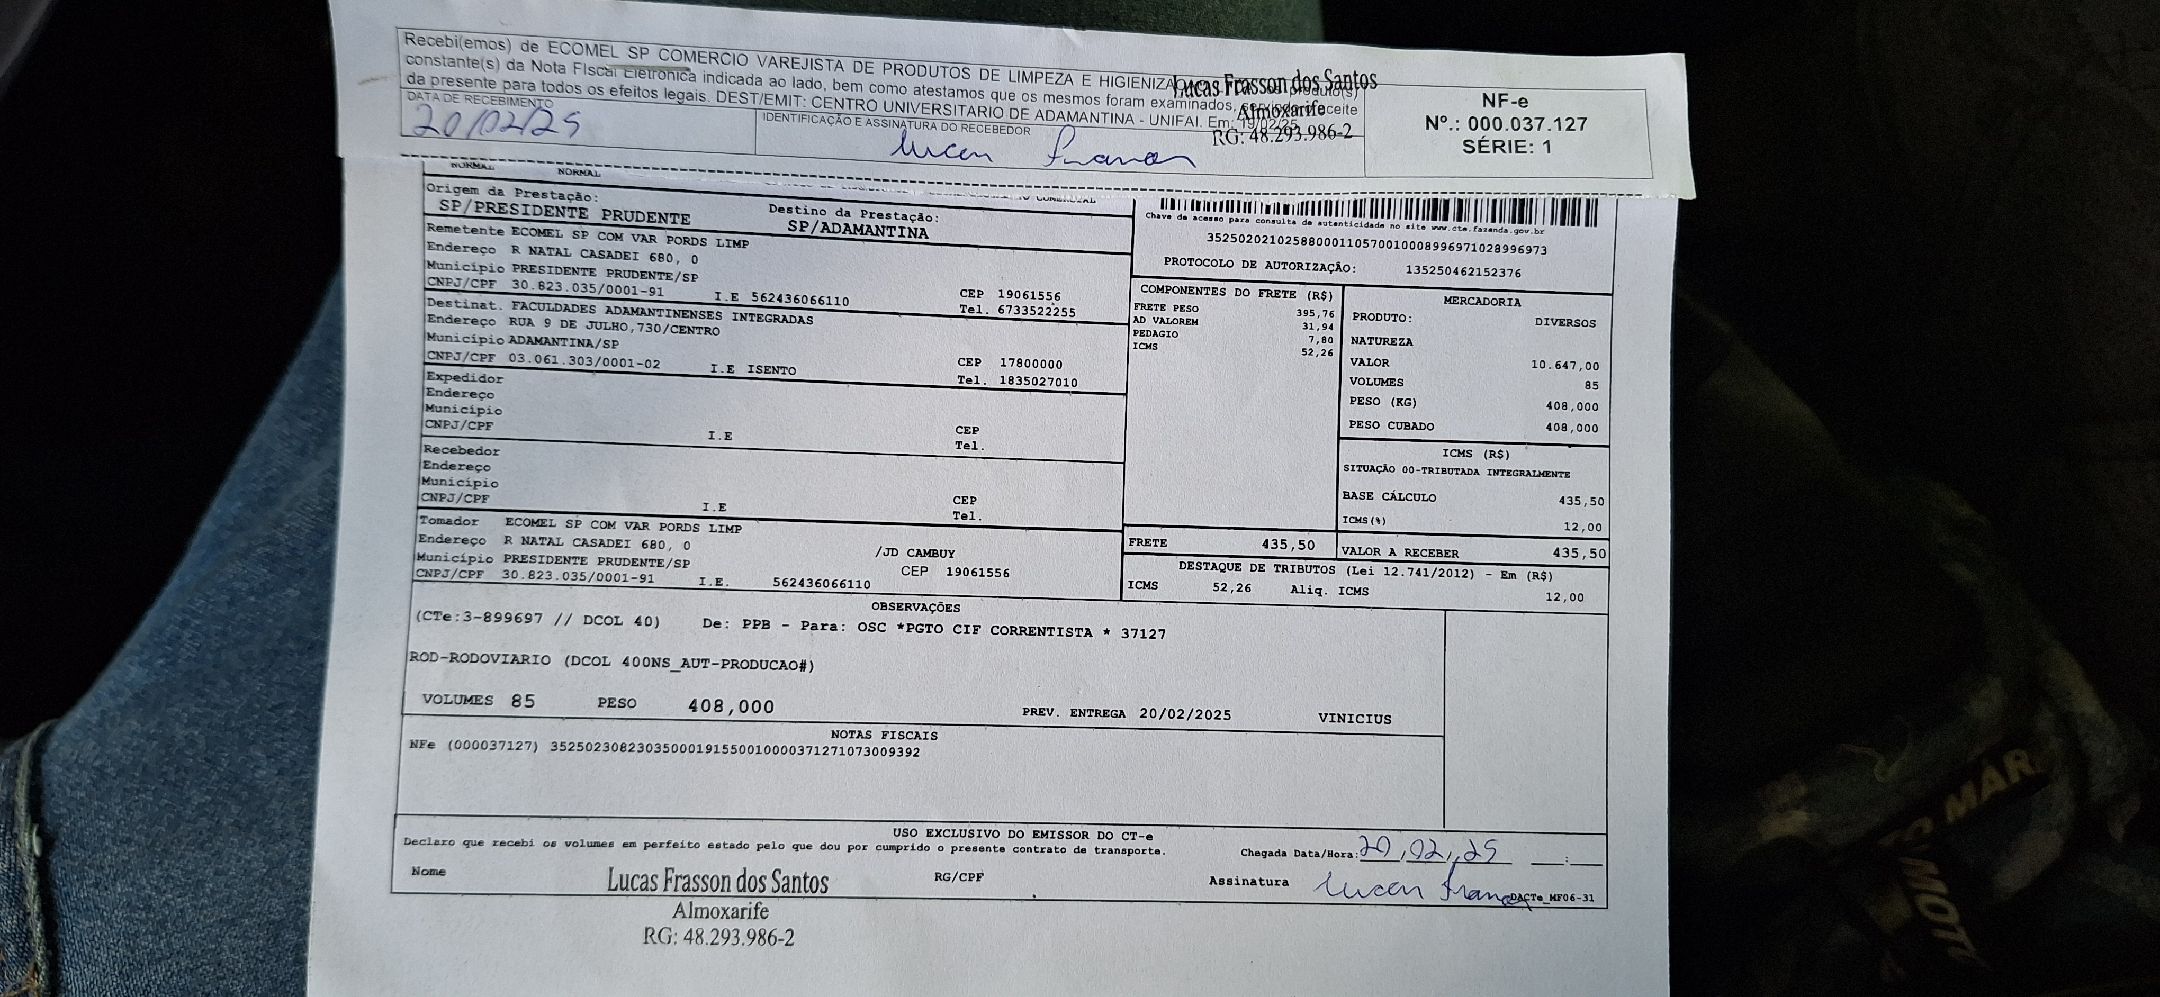 Recebi(emos) de ECOMEL SP COMERCIO VAREJISTA DE PRODUTOS DE LIMPEZA E HIGIENIZA
constante(s) da Nota Fiscal Eletronica indicada ao lado, bem como atestamos que os mesmos foram examinados, aceite
da presente para todos os efeitos legais. DEST/EMIT: CENTRO UNIVERSITARIO DE ADAMANTINA - UNIFAI. Em: 19/02/25
Lucas Frasson dos Santos
Almoxarife
RG: 48.293.986-2
DATA DE RECEBIMENTO
20/02/25
IDENTIFICAÇÃO E ASSINATURA DO RECEBEDOR
NF-e
Nº.: 000.037.127
SÉRIE: 1
NORMAL NORMAL
Origem da Prestação:
SP/PRESIDENTE PRUDENTE
Destino da Prestação:
SP/ADAMANTINA
Chave de acesso para consulta de autenticidade no site www.cte.fazenda.gov.br
35250202102588000110570010008996971028996973
PROTOCOLO DE AUTORIZAÇÃO: 135250462152376
Remetente ECOMEL SP COM VAR PORDS LIMP
Endereço R NATAL CASADEI 680, 0
Município PRESIDENTE PRUDENTE/SP
CEP 19061556
CNPJ/CPF 30.823.035/0001-91 I.E 562436066110 Tel. 6733522255
Destinat. FACULDADES ADAMANTINENSES INTEGRADAS
Endereço RUA 9 DE JULHO,730/CENTRO
Município ADAMANTINA/SP
CEP 17800000
CNPJ/CPF 03.061.303/0001-02 I.E ISENTO Tel. 1835027010
Expedidor
Endereço
Município
CEP
CNPJ/CPF I.E Tel.
Recebedor
Endereço
Município
CEP
CNPJ/CPF I.E Tel.
Tomador ECOMEL SP COM VAR PORDS LIMP
Endereço R NATAL CASADEI 680, 0 /JD CAMBUY
Município PRESIDENTE PRUDENTE/SP CEP 19061556
CNPJ/CPF 30.823.035/0001-91 I.E. 562436066110
COMPONENTES DO FRETE (R$)
FRETE PESO 395,76
AD VALOREM 31,94
PEDAGIO 7,80
ICMS 52,26
MERCADORIA
PRODUTO: DIVERSOS
NATUREZA
VALOR 10.647,00
VOLUMES 85
PESO (KG) 408,000
PESO CUBADO 408,000
ICMS (R$)
SITUAÇÃO 00-TRIBUTADA INTEGRALMENTE
BASE CÁLCULO 435,50
ICMS(%) 12,00
FRETE 435,50
VALOR A RECEBER 435,50
DESTAQUE DE TRIBUTOS (Lei 12.741/2012) - Em (R$)
ICMS 52,26 Aliq. ICMS 12,00
OBSERVAÇÕES
(CTe:3-899697 // DCOL 40) De: PPB - Para: OSC *PGTO CIF CORRENTISTA * 37127
ROD-RODOVIARIO (DCOL 400NS_AUT-PRODUCAO#)
VOLUMES 85 PESO 408,000 PREV. ENTREGA 20/02/2025 VINICIUS
NOTAS FISCAIS
NFe (000037127) 35250230823035000191550010000371271073009392
USO EXCLUSIVO DO EMISSOR DO CT-e
Declaro que recebi os volumes em perfeito estado pelo que dou por cumprido o presente contrato de transporte.
Chegada Data/Hora: 20,02,25 __:__
Nome Lucas Frasson dos Santos RG/CPF Assinatura
DACTe_MF06-31
Almoxarife
RG: 48.293.986-2